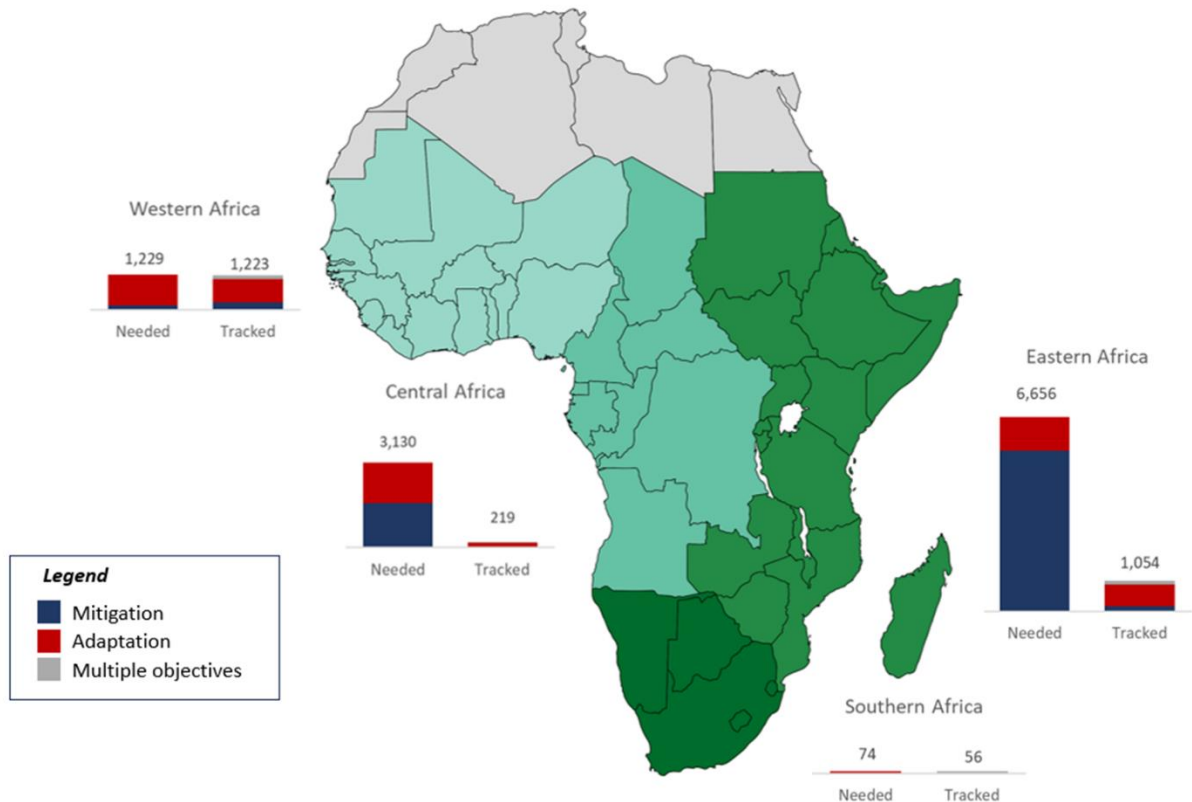 Western Africa
1,229 1,223
Needed Tracked
Central Africa
3,130
219
Needed Tracked
Eastern Africa
6,656
1,054
Needed Tracked
Legend
Mitigation
Adaptation
Multiple objectives
Southern Africa
74 56
Needed Tracked